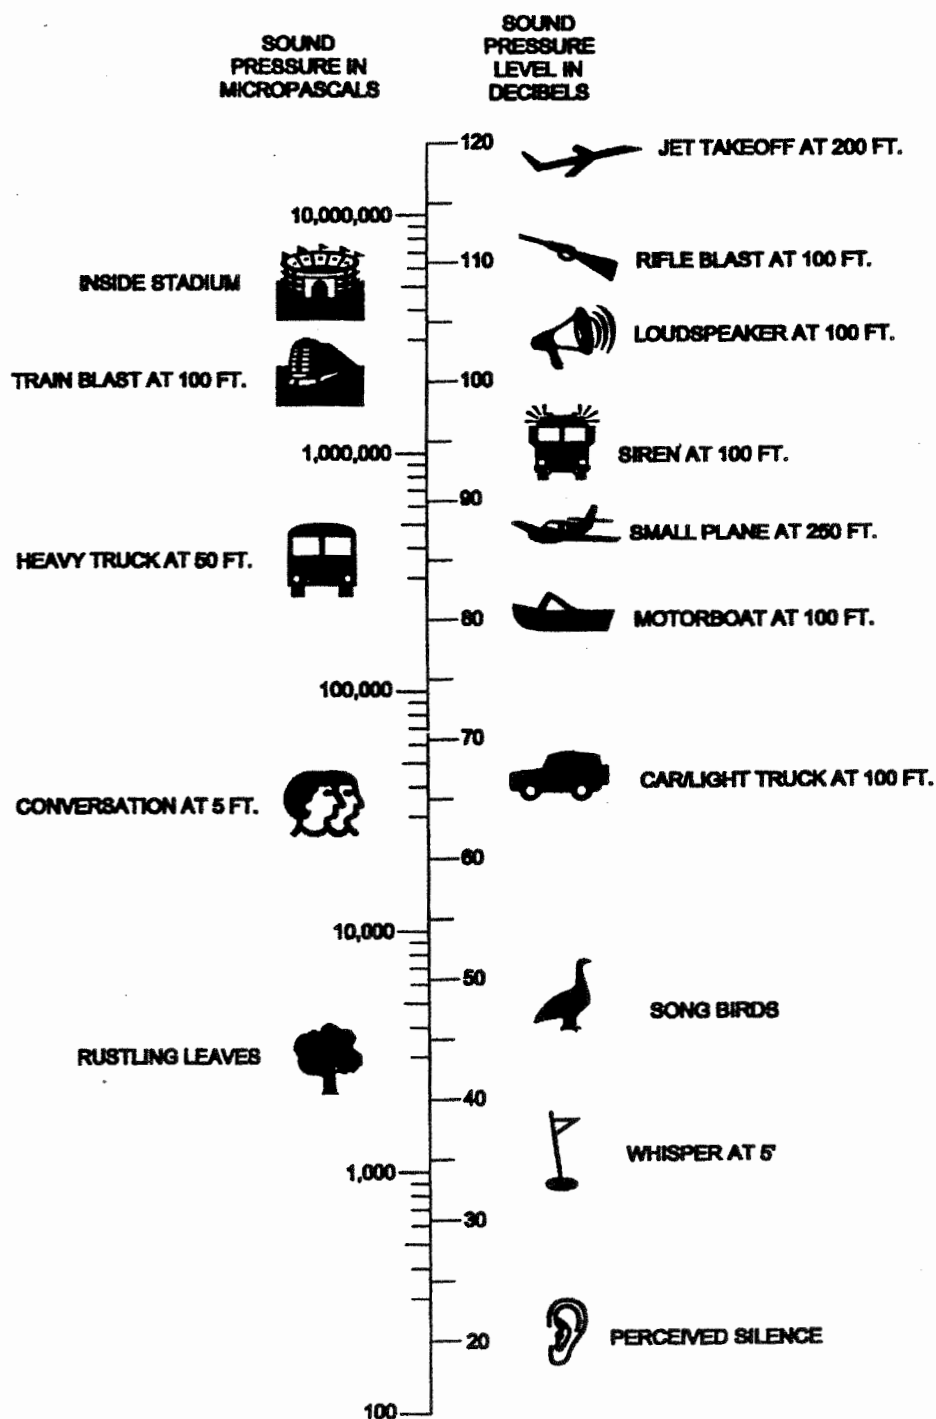 SOUND
PRESSURE IN
MICROPASCALS
SOUND
PRESSURE
LEVEL IN
DECIBELS
120
JET TAKEOFF AT 200 FT.
10,000,000
110
RIFLE BLAST AT 100 FT.
INSIDE STADIUM
LOUDSPEAKER AT 100 FT.
TRAIN BLAST AT 100 FT.
100
1,000,000
SIREN AT 100 FT.
90
SMALL PLANE AT 250 FT.
HEAVY TRUCK AT 50 FT.
80
MOTORBOAT AT 100 FT.
100,000
70
CAR/LIGHT TRUCK AT 100 FT.
CONVERSATION AT 5 FT.
60
10,000
50
SONG BIRDS
RUSTLING LEAVES
40
WHISPER AT 5'
1,000
30
PERCEIVED SILENCE
20
100